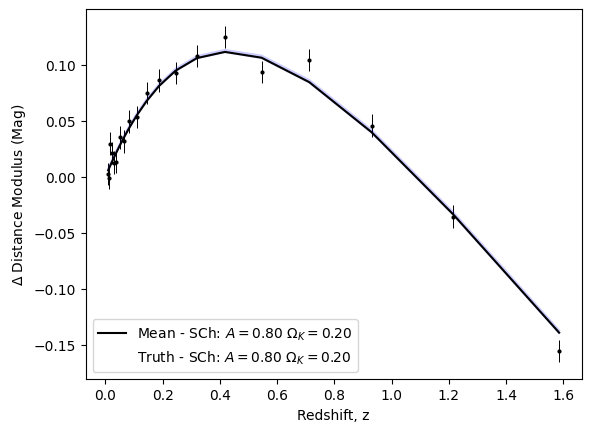 0.10
0.05
0.00
−0.05
−0.10
−0.15
Δ Distance Modulus (Mag)
Mean - SCh: A = 0.80 Ω_K = 0.20
Truth - SCh: A = 0.80 Ω_K = 0.20
0.0 0.2 0.4 0.6 0.8 1.0 1.2 1.4 1.6
Redshift, z